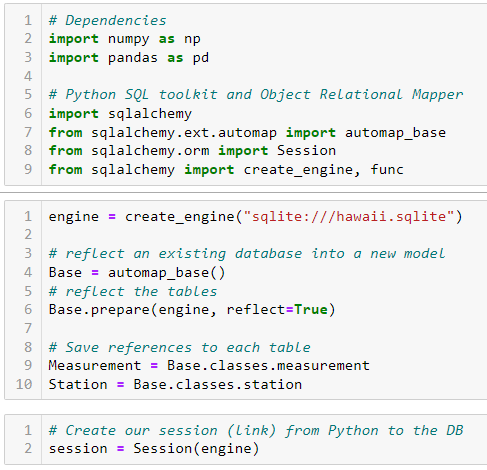 1 # Dependencies
2 import numpy as np
3 import pandas as pd
4
5 # Python SQL toolkit and Object Relational Mapper
6 import sqlalchemy
7 from sqlalchemy.ext.automap import automap_base
8 from sqlalchemy.orm import Session
9 from sqlalchemy import create_engine, func
1 engine = create_engine("sqlite:///hawaii.sqlite")
2
3 # reflect an existing database into a new model
4 Base = automap_base()
5 # reflect the tables
6 Base.prepare(engine, reflect=True)
7
8 # Save references to each table
9 Measurement = Base.classes.measurement
10 Station = Base.classes.station
1 # Create our session (link) from Python to the DB
2 session = Session(engine)